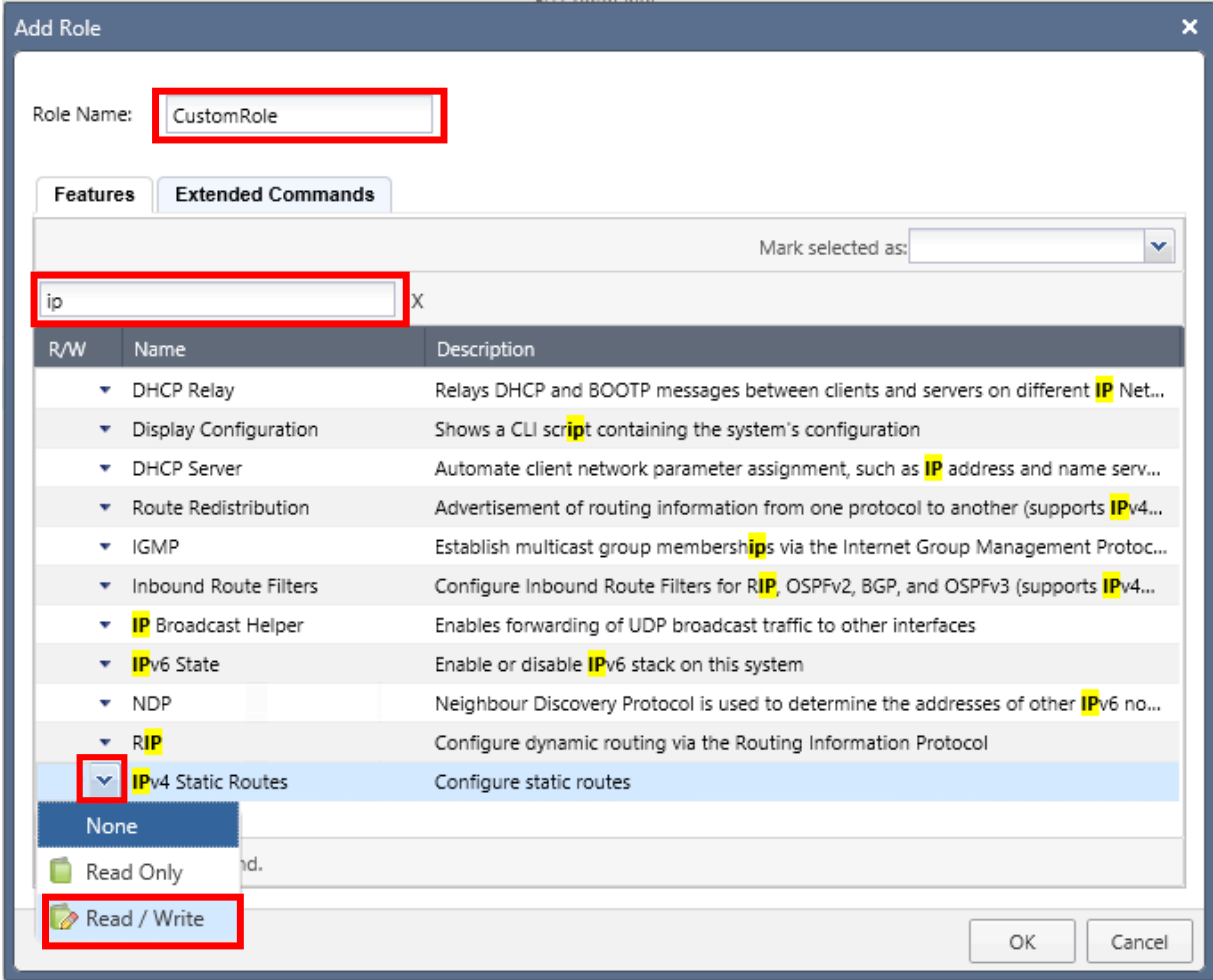 Add Role
Role Name: CustomRole
Features Extended Commands
Mark selected as:
ip X
R/W Name Description
DHCP Relay Relays DHCP and BOOTP messages between clients and servers on different IP Net...
Display Configuration Shows a CLI script containing the system's configuration
DHCP Server Automate client network parameter assignment, such as IP address and name serv...
Route Redistribution Advertisement of routing information from one protocol to another (supports IPv4...
IGMP Establish multicast group memberships via the Internet Group Management Protoc...
Inbound Route Filters Configure Inbound Route Filters for RIP, OSPFv2, BGP, and OSPFv3 (supports IPv4...
IP Broadcast Helper Enables forwarding of UDP broadcast traffic to other interfaces
IPv6 State Enable or disable IPv6 stack on this system
NDP Neighbour Discovery Protocol is used to determine the addresses of other IPv6 no...
RIP Configure dynamic routing via the Routing Information Protocol
IPv4 Static Routes Configure static routes
None
Read Only nd.
Read / Write
OK Cancel